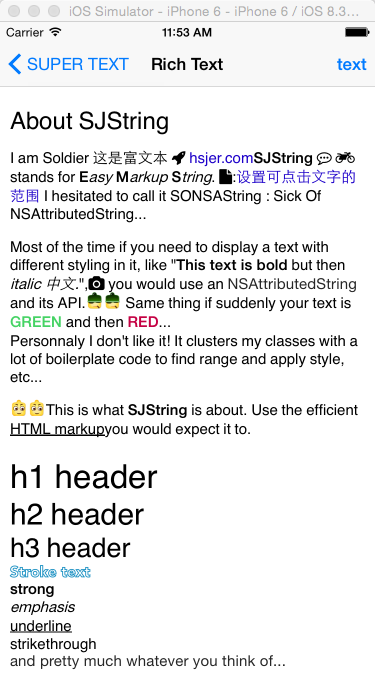 iOS Simulator - iPhone 6 - iPhone 6 / iOS 8.3...
Carrier 11:53 AM
SUPER TEXT Rich Text text
About SJString
I am Soldier 这是富文本 hsjer.comSJString
stands for Easy Markup String. :设置可点击文字的
范围 I hesitated to call it SONSAString : Sick Of
NSAttributedString...
Most of the time if you need to display a text with
different styling in it, like "This text is bold but then
italic 中文.", you would use an NSAttributedString
and its API. Same thing if suddenly your text is
GREEN and then RED...
Personnaly I don't like it! It clusters my classes with a
lot of boilerplate code to find range and apply style,
etc...
This is what SJString is about. Use the efficient
HTML markupyou would expect it to.
h1 header
h2 header
h3 header
Stroke text
strong
emphasis
underline
strikethrough
and pretty much whatever you think of...